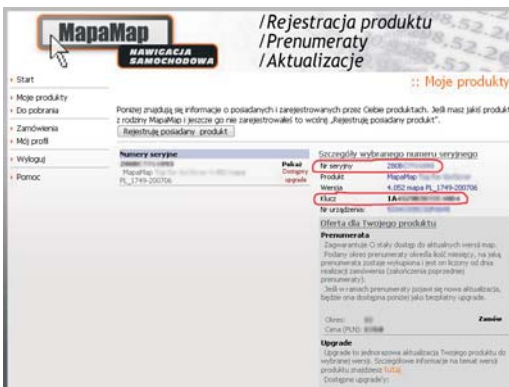 MapaMap
NAWIGACJA
SAMOCHODOWA
/Rejestracja produktu
/Prenumeraty
/Aktualizacje
:: Moje produkty
Start
Moje produkty
Do pobrania
Zamówienia
Mój profil
Wyloguj
Pomoc
Poniżej znajdują się informacje o posiadanych i zarejestrowanych przez Ciebie produktach. Jeśli masz jakiś produkt
z rodziny MapaMap i jeszcze go nie zarejestrowałeś to wciśnij „Rejestruję posiadany produkt".
Rejestruję posiadany produkt
Numery seryjne
Pokaż
MapaMap
Dostępny
PL_1749-200706
upgrade
Szczegóły wybranego numeru seryjnego
Nr seryjny
Produkt MapaMap
Wersja 4.052 mapa PL_1749-200706
Klucz
Nr urządzenia:
Oferta dla Twojego produktu
Prenumerata
Zagwarantuje Ci stały dostęp do aktualnych wersji map.
Podany okres prenumeraty określa ilość miesięcy, na jaką
prenumerata zostaje wykupiona i jest on liczony od dnia
realizacji zamówienia (zakończenia poprzedniej
prenumeraty).
Jeśli w ramach prenumeraty pojawi się nowa aktualizacja,
będzie ona dostępna poniżej jako bezpłatny upgrade.
Okres: Zamów
Cena (PLN):
Upgrade
Upgrade to jednorazowa aktualizacja Twojego produktu do
wybranej wersji. Szczegółowe informacje na temat wersji
produktu znajdziesz tutaj
Dostępne upgrade'y: